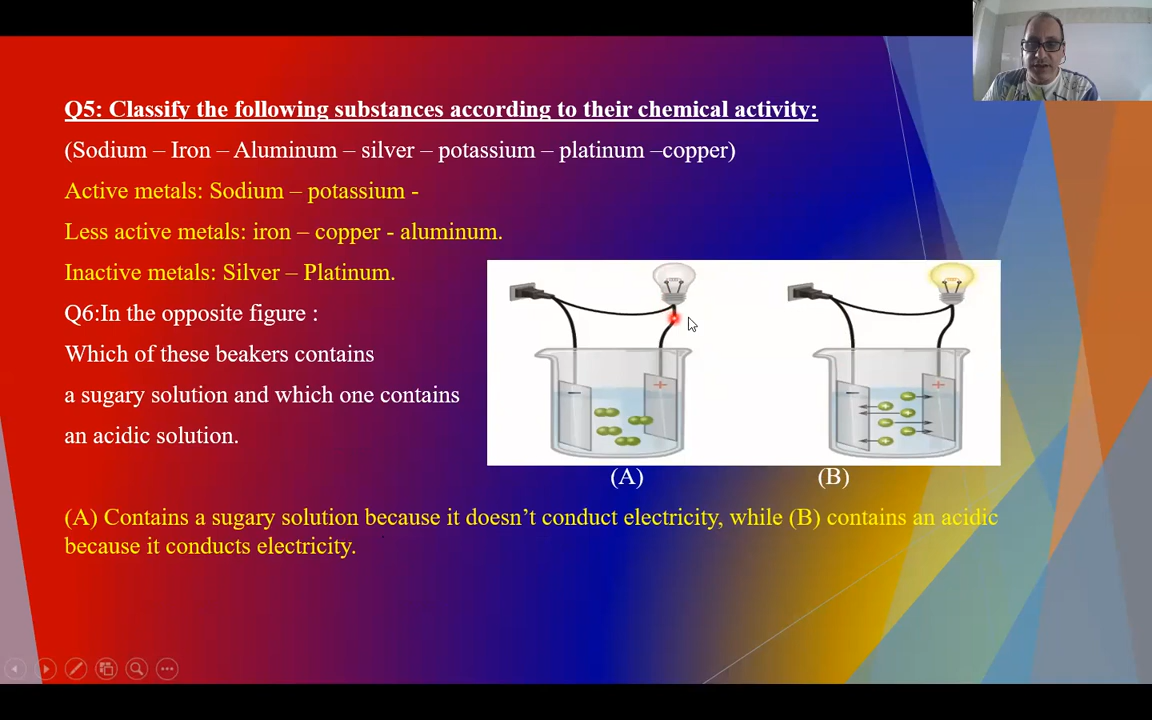 Q5: Classify the following substances according to their chemical activity:
(Sodium – Iron – Aluminum – silver – potassium – platinum –copper)
Active metals: Sodium – potassium -
Less active metals: iron – copper - aluminum.
Inactive metals: Silver – Platinum.
Q6:In the opposite figure :
Which of these beakers contains
a sugary solution and which one contains
an acidic solution.
(A)
(B)
(A) Contains a sugary solution because it doesn’t conduct electricity, while (B) contains an acidic
because it conducts electricity.